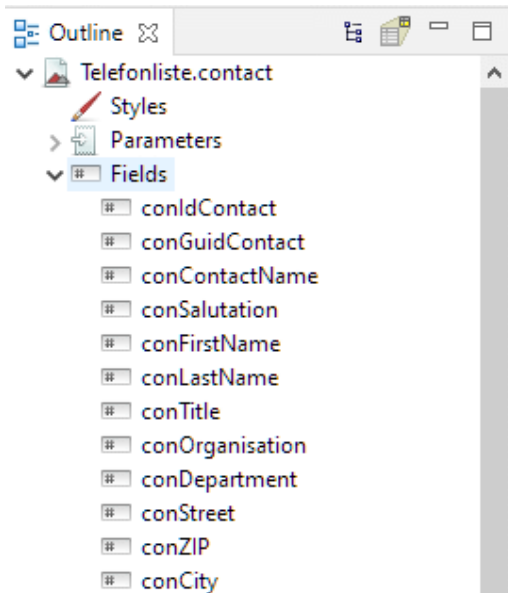 Outline
Telefonliste.contact
Styles
Parameters
Fields
conIdContact
conGuidContact
conContactName
conSalutation
conFirstName
conLastName
conTitle
conOrganisation
conDepartment
conStreet
conZIP
conCity